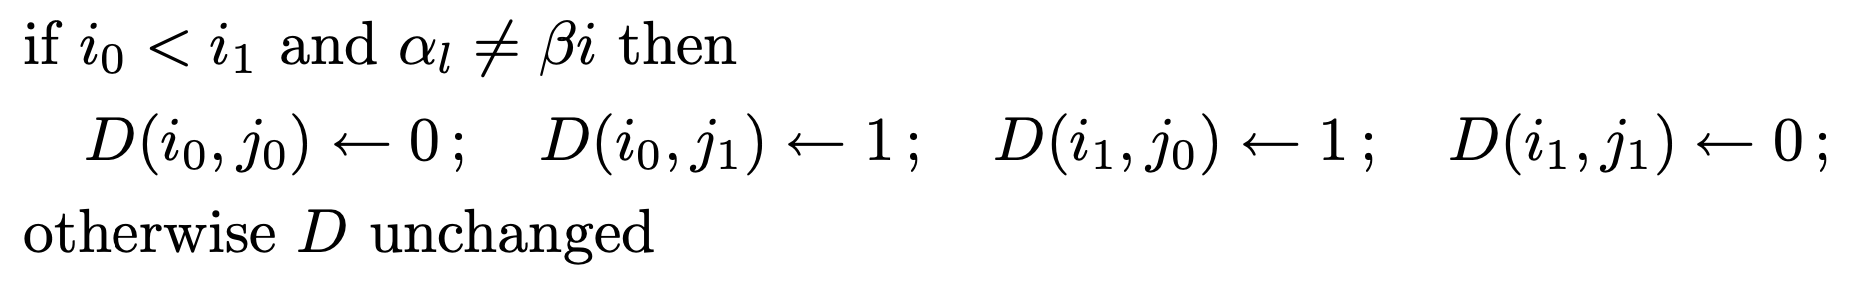 if i₀ < i₁ and αₗ ≠ βi then
D(i₀, j₀) ← 0 ; D(i₀, j₁) ← 1 ; D(i₁, j₀) ← 1 ; D(i₁, j₁) ← 0 ;
otherwise D unchanged